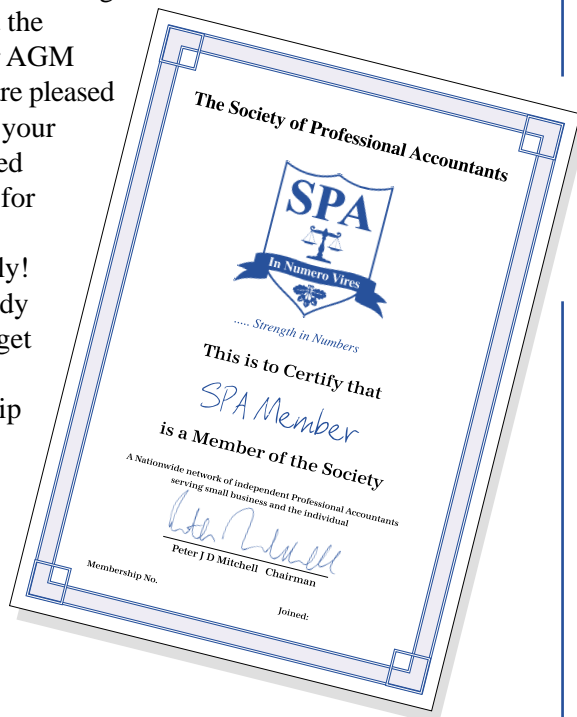 the
AGM
re pleased
your
ed
for
ly!
dy
get
ip
The Society of Professional Accountants
SPA
In Numero Vires
..... Strength in Numbers
This is to Certify that
SPA Member
is a Member of the Society
A Nationwide network of independent Professional Accountants
serving small business and the individual
Peter J D Mitchell Chairman
Membership No.
Joined: